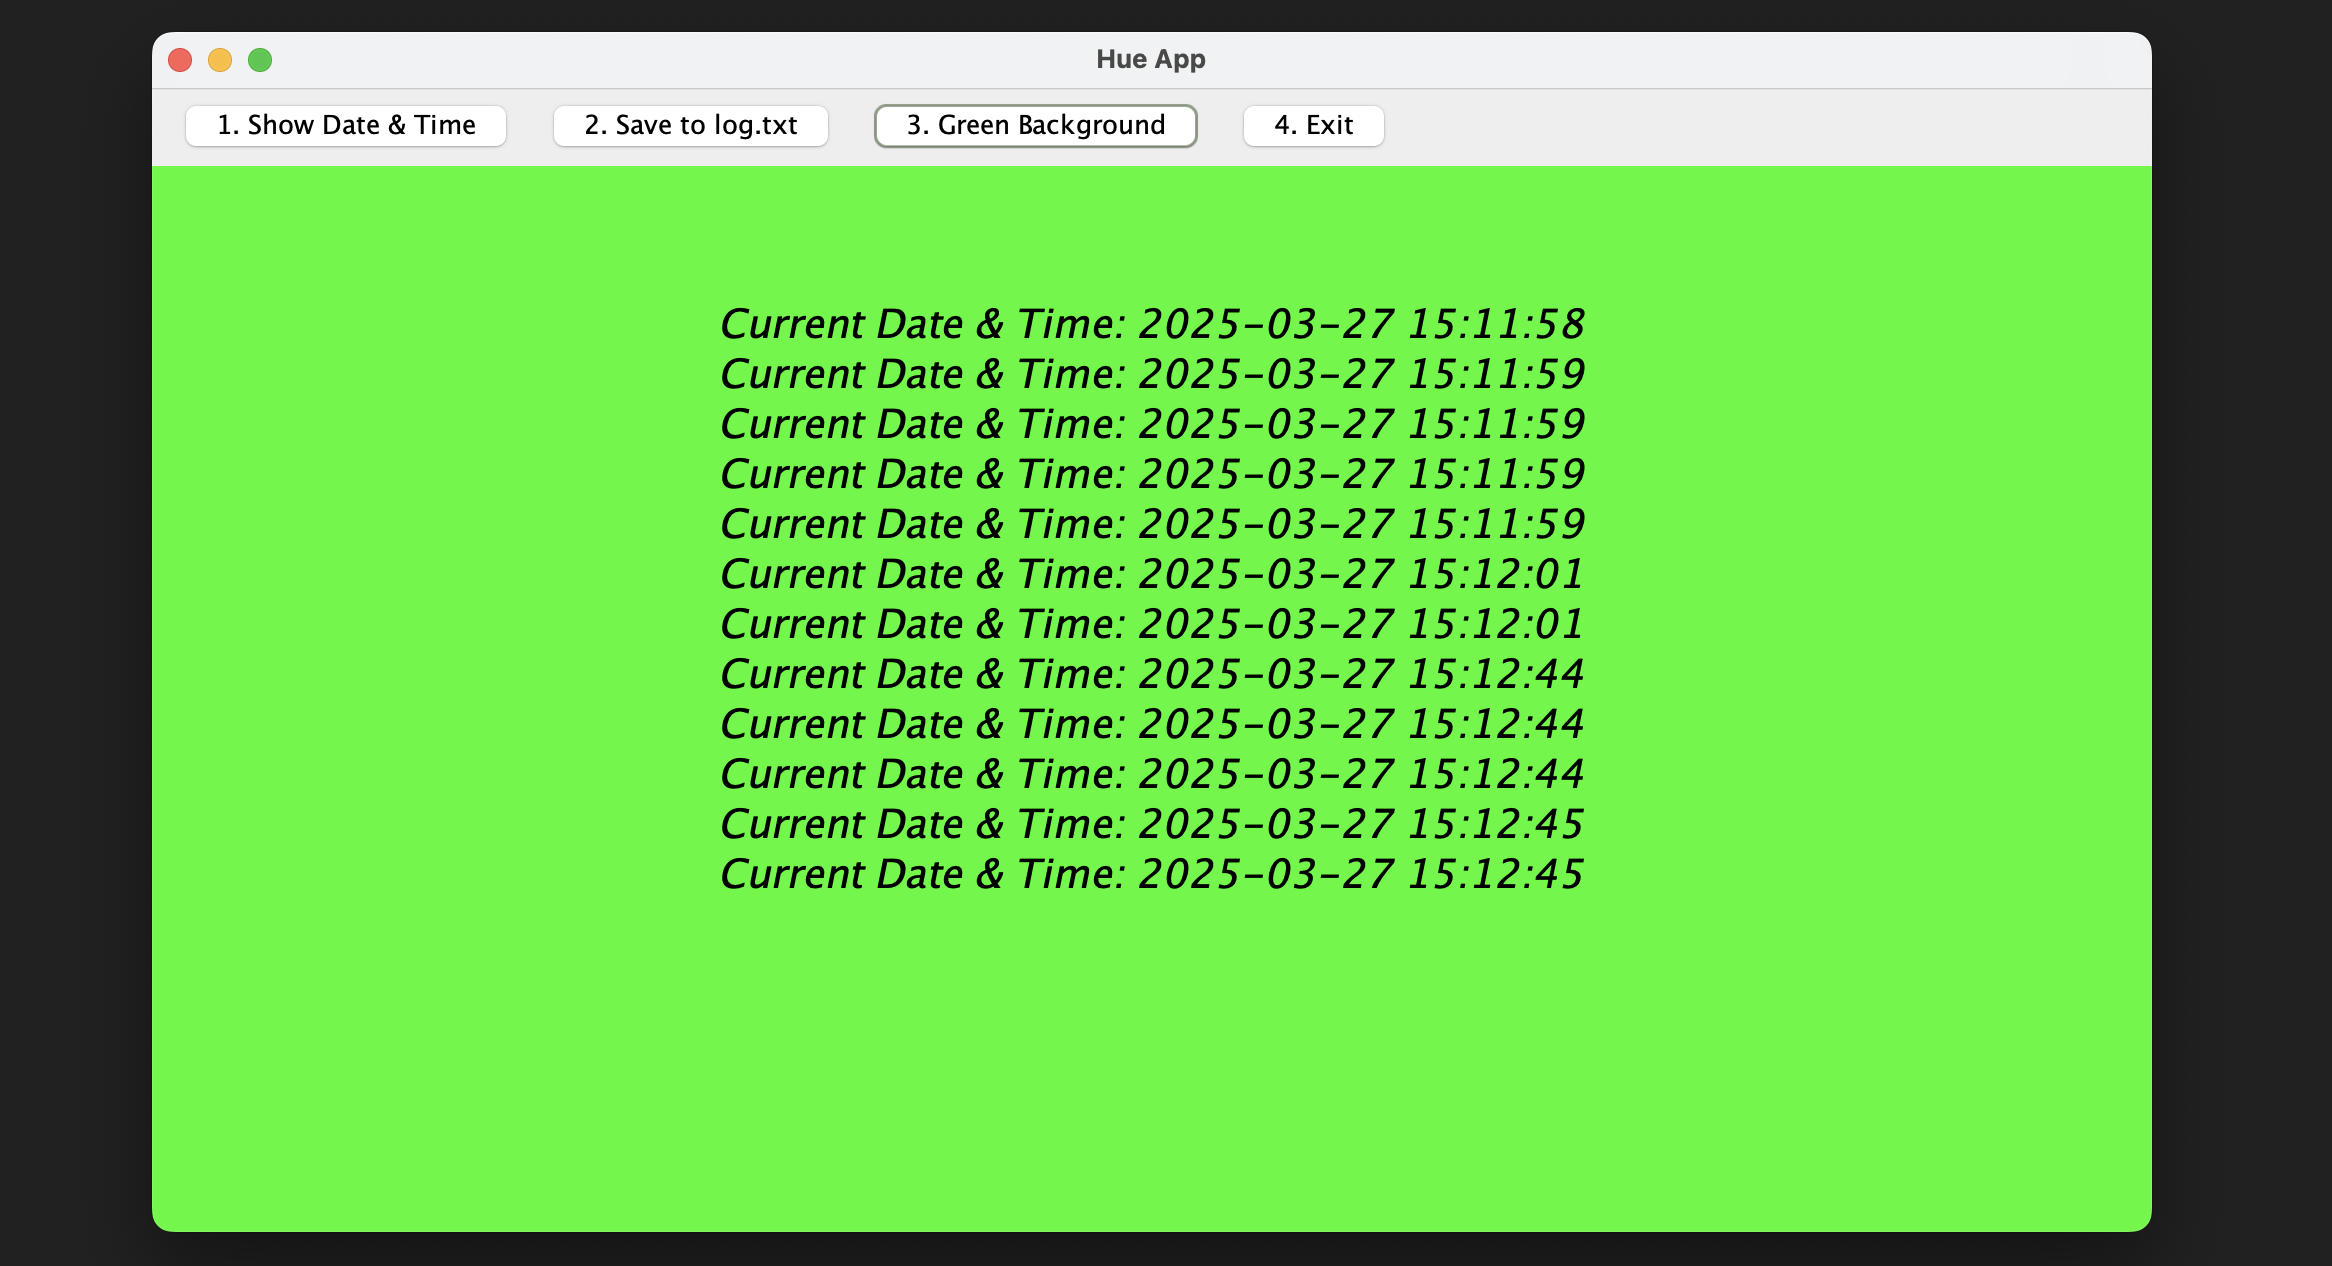 Hue App
1. Show Date & Time 2. Save to log.txt 3. Green Background 4. Exit
Current Date & Time: 2025-03-27 15:11:58
Current Date & Time: 2025-03-27 15:11:59
Current Date & Time: 2025-03-27 15:11:59
Current Date & Time: 2025-03-27 15:11:59
Current Date & Time: 2025-03-27 15:11:59
Current Date & Time: 2025-03-27 15:12:01
Current Date & Time: 2025-03-27 15:12:01
Current Date & Time: 2025-03-27 15:12:44
Current Date & Time: 2025-03-27 15:12:44
Current Date & Time: 2025-03-27 15:12:44
Current Date & Time: 2025-03-27 15:12:45
Current Date & Time: 2025-03-27 15:12:45